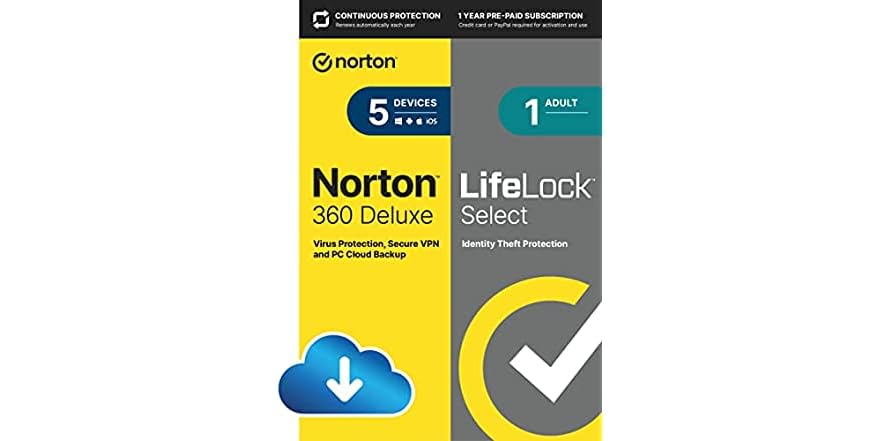 CONTINUOUS PROTECTION
Renews automatically each year
1 YEAR PRE-PAID SUBSCRIPTION
Credit card or PayPal required for activation and use
norton
5 DEVICES
iOS
1 ADULT
Norton™
360 Deluxe
Virus Protection, Secure VPN
and PC Cloud Backup
LifeLock™
Select
Identity Theft Protection